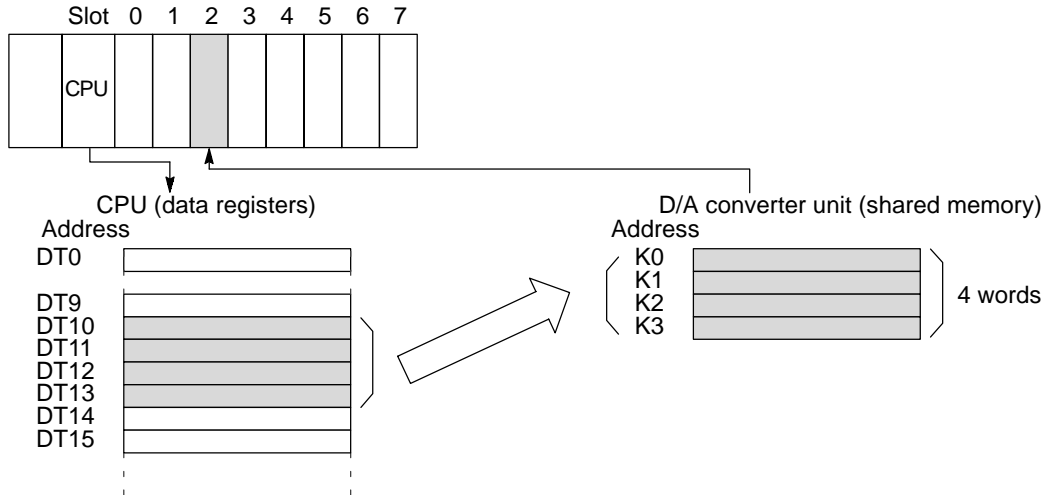 Slot 0 1 2 3 4 5 6 7
CPU
CPU (data registers)
Address
DT0
DT9
DT10
DT11
DT12
DT13
DT14
DT15
D/A converter unit (shared memory)
Address
K0
K1
K2
K3
4 words